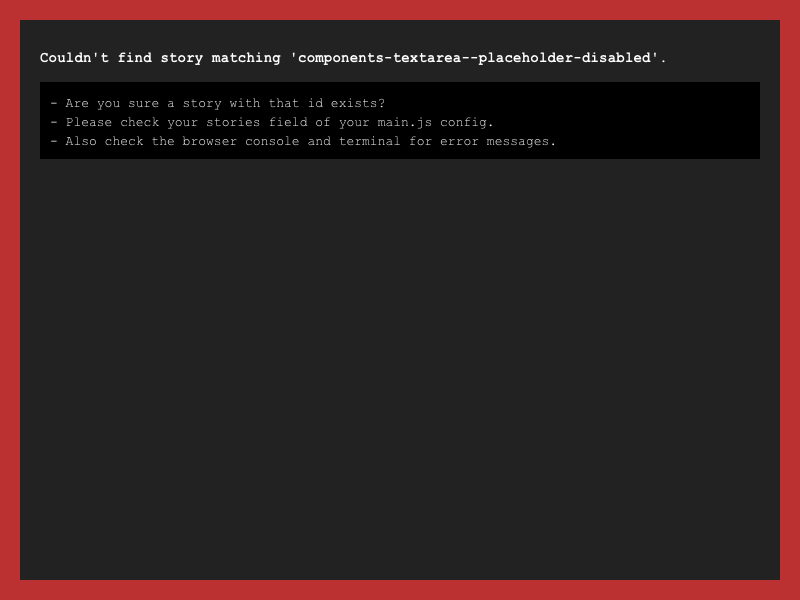 Couldn't find story matching 'components-textarea--placeholder-disabled'.
- Are you sure a story with that id exists?
- Please check your stories field of your main.js config.
- Also check the browser console and terminal for error messages.